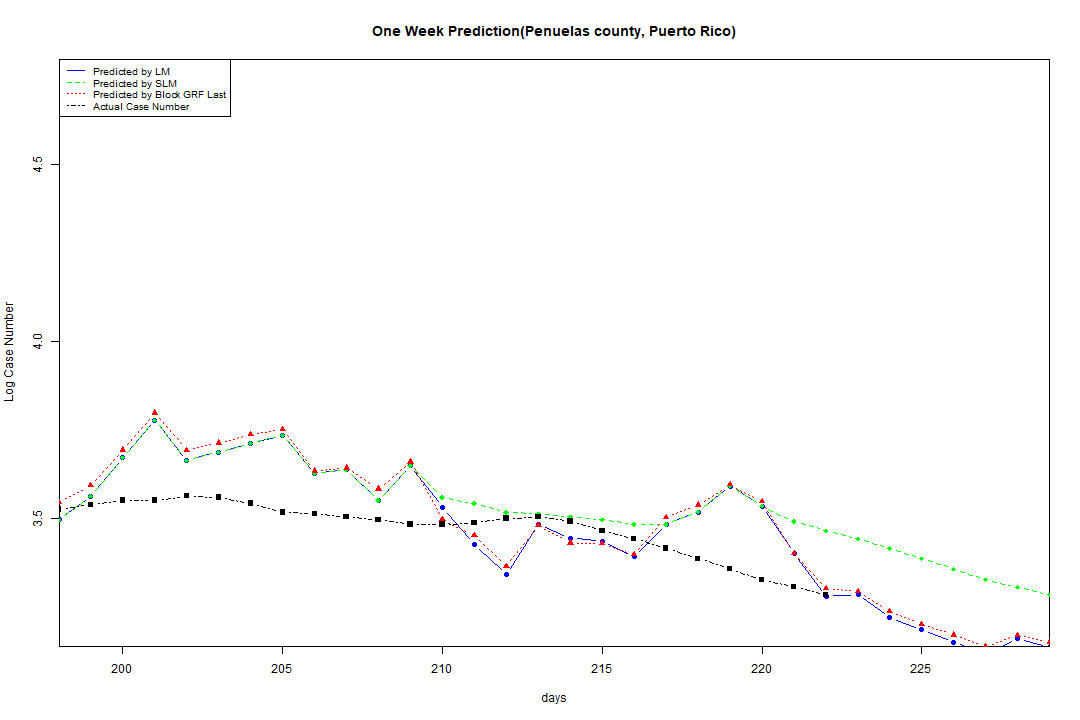 One Week Prediction(Penuelas county, Puerto Rico)
Predicted by LM
Predicted by SLM
Predicted by Block GRF Last
Actual Case Number
4.5
4.0
3.5
Log Case Number
200 205 210 215 220 225
days